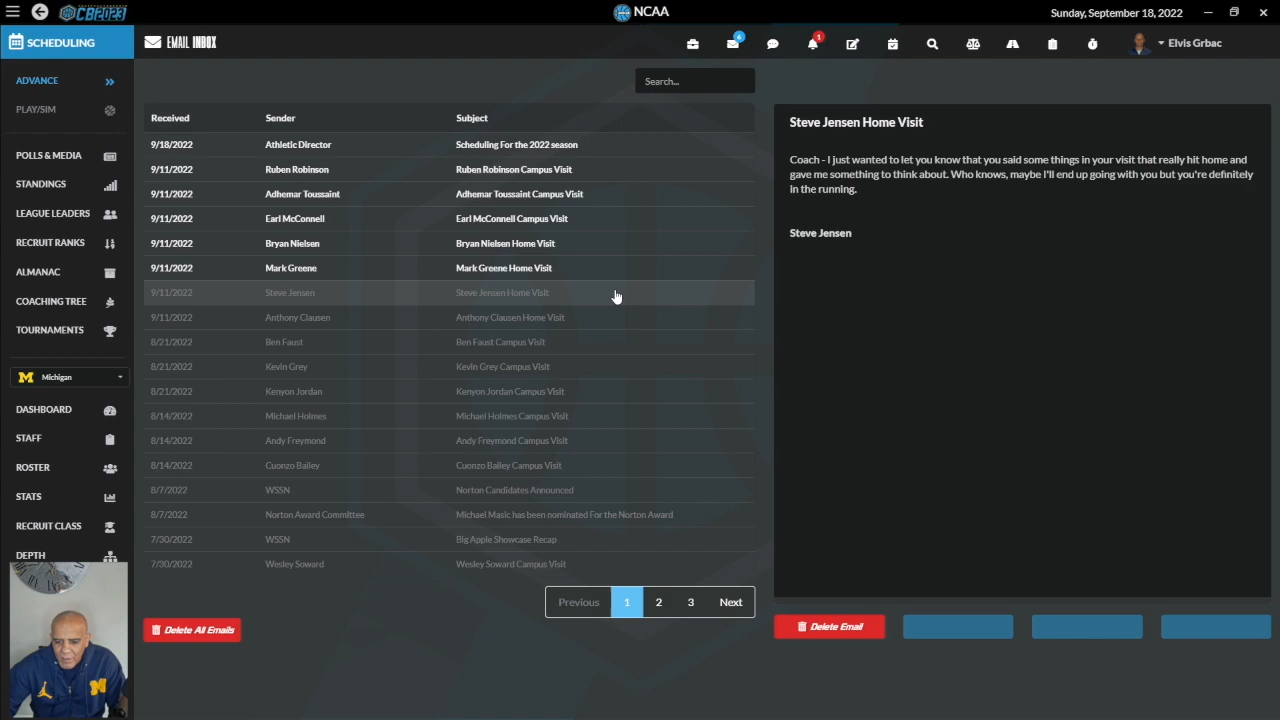 CB2023
NCAA
Sunday, September 18, 2022
SCHEDULING
EMAIL INBOX
6
1
Elvis Grbac
ADVANCE
PLAY/SIM
POLLS & MEDIA
STANDINGS
LEAGUE LEADERS
RECRUIT RANKS
ALMANAC
COACHING TREE
TOURNAMENTS
Michigan
DASHBOARD
STAFF
ROSTER
STATS
RECRUIT CLASS
DEPTH
Search...
Received Sender Subject
9/18/2022 Athletic Director Scheduling For the 2022 season
9/11/2022 Ruben Robinson Ruben Robinson Campus Visit
9/11/2022 Adhemar Toussaint Adhemar Toussaint Campus Visit
9/11/2022 Earl McConnell Earl McConnell Campus Visit
9/11/2022 Bryan Nielsen Bryan Nielsen Home Visit
9/11/2022 Mark Greene Mark Greene Home Visit
9/11/2022 Steve Jensen Steve Jensen Home Visit
9/11/2022 Anthony Clausen Anthony Clausen Home Visit
8/21/2022 Ben Faust Ben Faust Campus Visit
8/21/2022 Kevin Grey Kevin Grey Campus Visit
8/21/2022 Kenyon Jordan Kenyon Jordan Campus Visit
8/14/2022 Michael Holmes Michael Holmes Campus Visit
8/14/2022 Andy Freymond Andy Freymond Campus Visit
8/14/2022 Cuonzo Bailey Cuonzo Bailey Campus Visit
8/7/2022 WSSN Norton Candidates Announced
8/7/2022 Norton Award Committee Michael Masic has been nominated For the Norton Award
7/30/2022 WSSN Big Apple Showcase Recap
7/30/2022 Wesley Soward Wesley Soward Campus Visit
Previous 1 2 3 Next
Delete All Emails
Steve Jensen Home Visit
Coach - I just wanted to let you know that you said some things in your visit that really hit home and
gave me something to think about. Who knows, maybe I'll end up going with you but you're definitely
in the running.
Steve Jensen
Delete Email